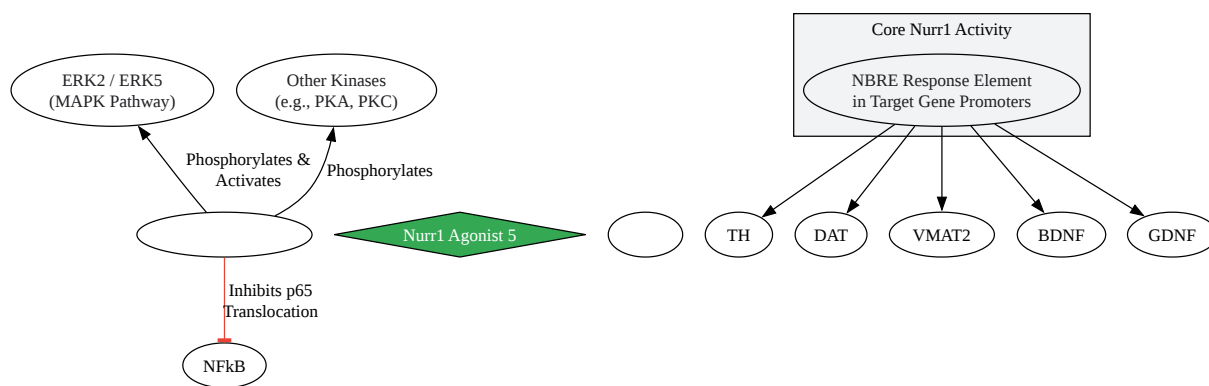 Core Nurr1 Activity
ERK2 / ERK5
(MAPK Pathway)
Other Kinases
(e.g., PKA, PKC)
NBRE Response Element
in Target Gene Promoters
Phosphorylates &
Activates
Phosphorylates
Nurr1 Agonist 5
TH
DAT
VMAT2
BDNF
GDNF
Inhibits p65
Translocation
NFkB